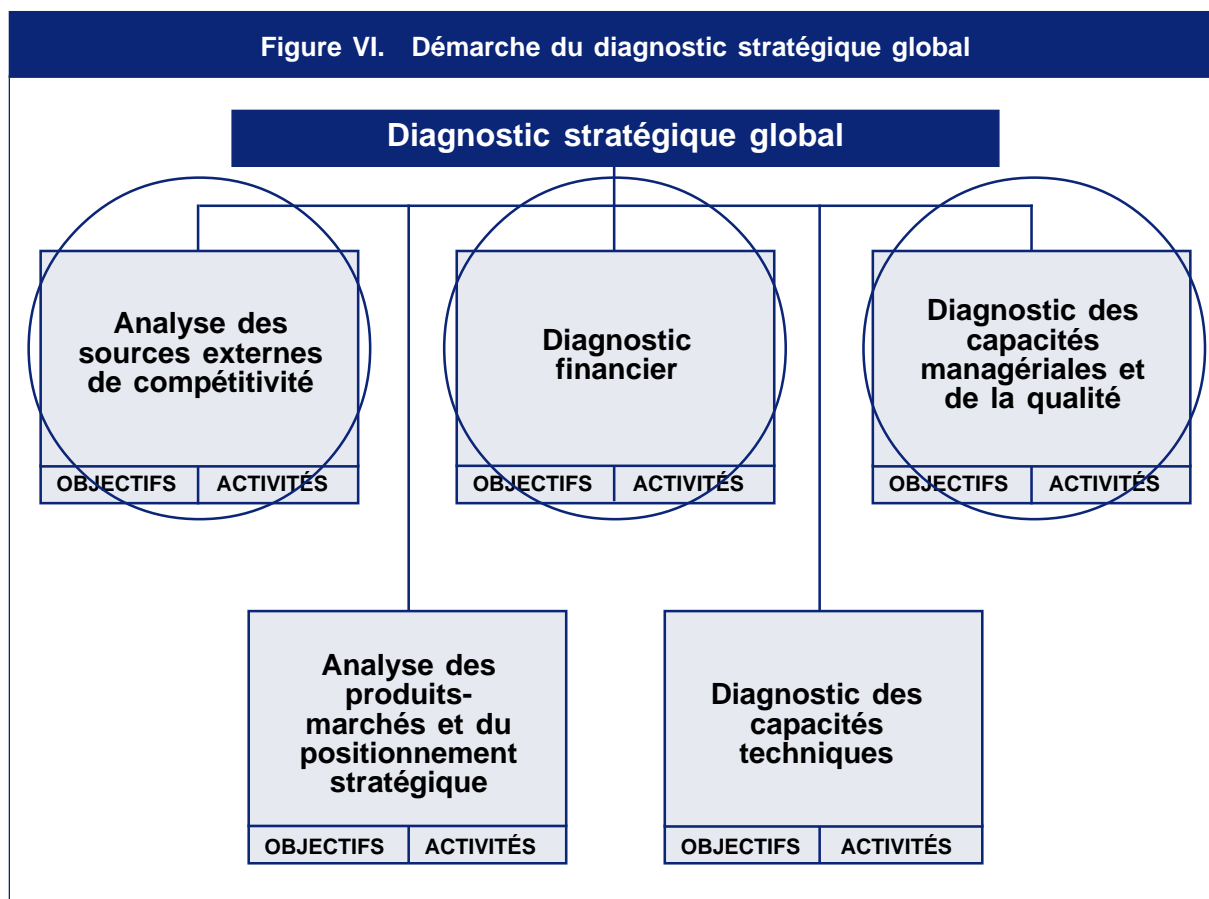 Figure VI. Démarche du diagnostic stratégique global
Diagnostic stratégique global
Analyse des
sources externes
de compétitivité
OBJECTIFS ACTIVITÉS
Diagnostic
financier
OBJECTIFS ACTIVITÉS
Diagnostic des
capacités
managériales et
de la qualité
OBJECTIFS ACTIVITÉS
Analyse des
produits-
marchés et du
positionnement
stratégique
OBJECTIFS ACTIVITÉS
Diagnostic des
capacités
techniques
OBJECTIFS ACTIVITÉS